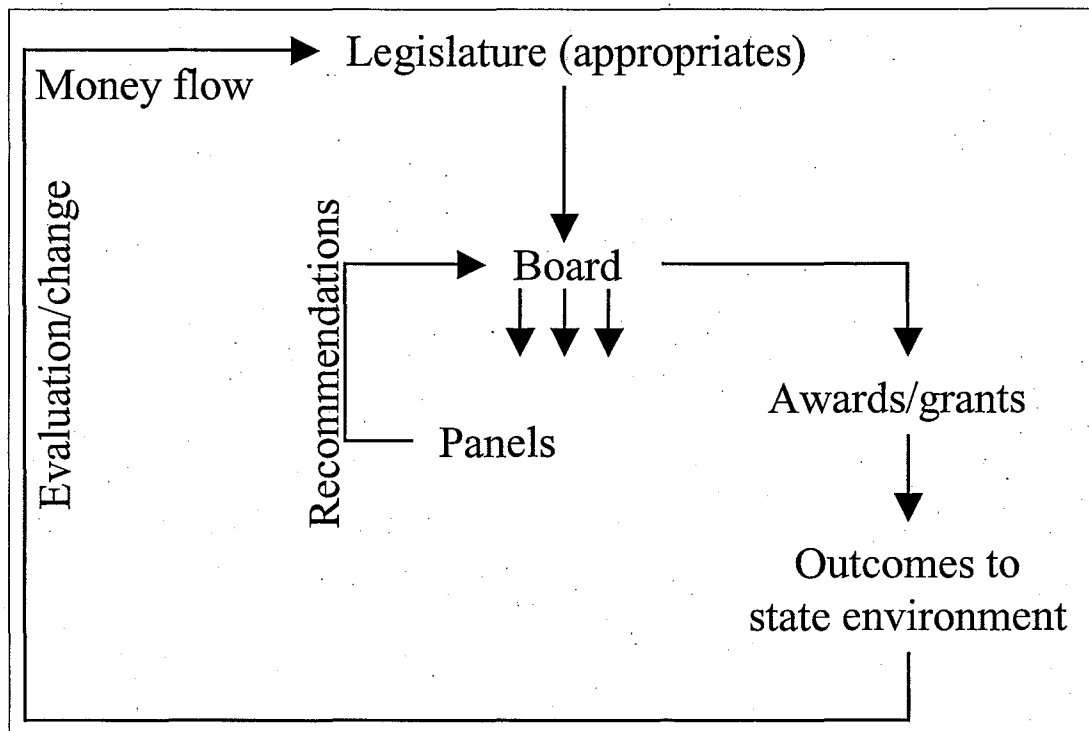 Legislature (appropriates)
Money flow
Evaluation/change
Recommendations
Board
Awards/grants
Panels
Outcomes to
state environment